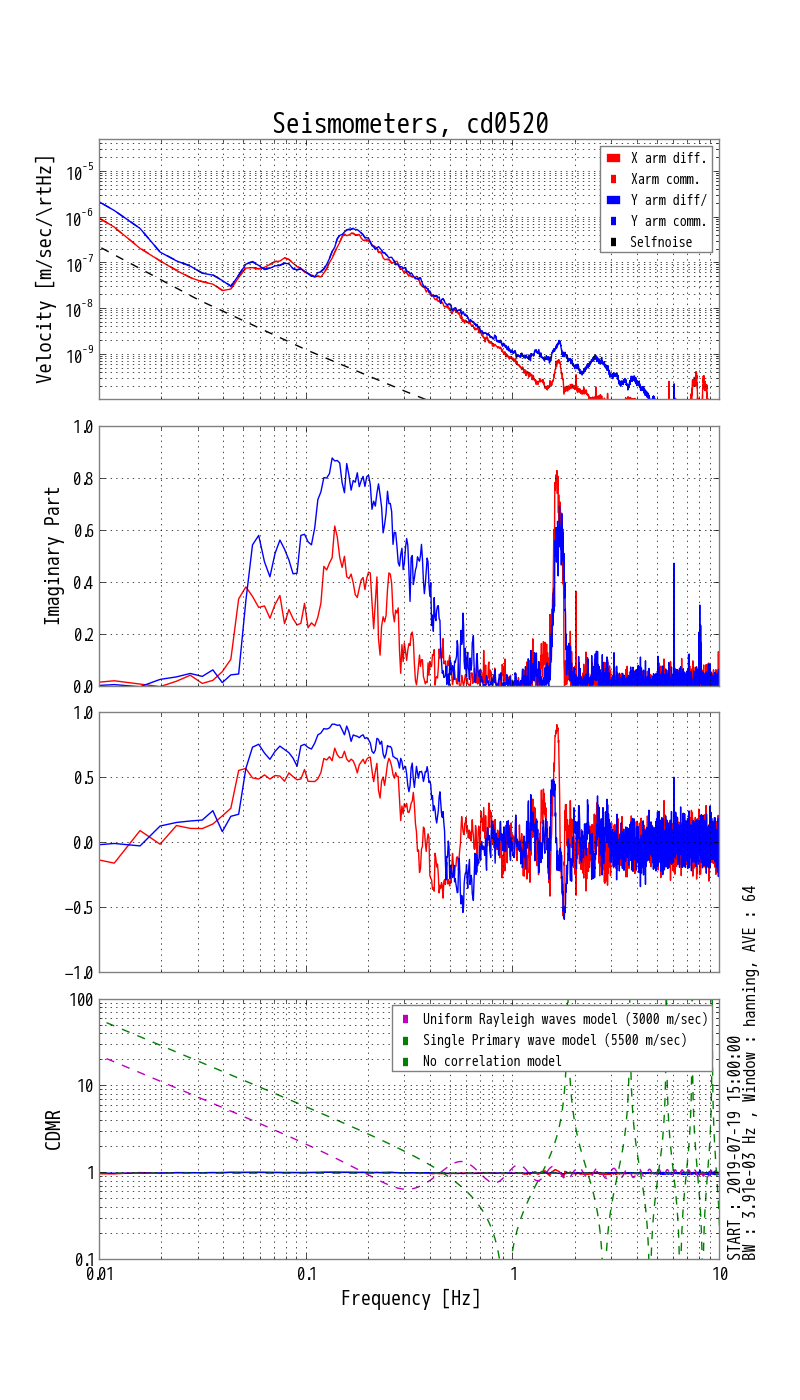 Seismometers, cd0520
Velocity [m/sec/\rtHz]
10^-5
10^-6
10^-7
10^-8
10^-9
X arm diff.
Xarm comm.
Y arm diff/
Y arm comm.
Selfnoise
Imaginary Part
1.0
0.8
0.6
0.4
0.2
0.0
1.0
0.5
0.0
−0.5
−1.0
CDMR
100
10
1
0.1
Uniform Rayleigh waves model (3000 m/sec)
Single Primary wave model (5500 m/sec)
No correlation model
0.01
0.1
1
10
Frequency [Hz]
START : 2019-07-19 15:00:00
BW : 3.91e-03 Hz , Window : hanning, AVE : 64